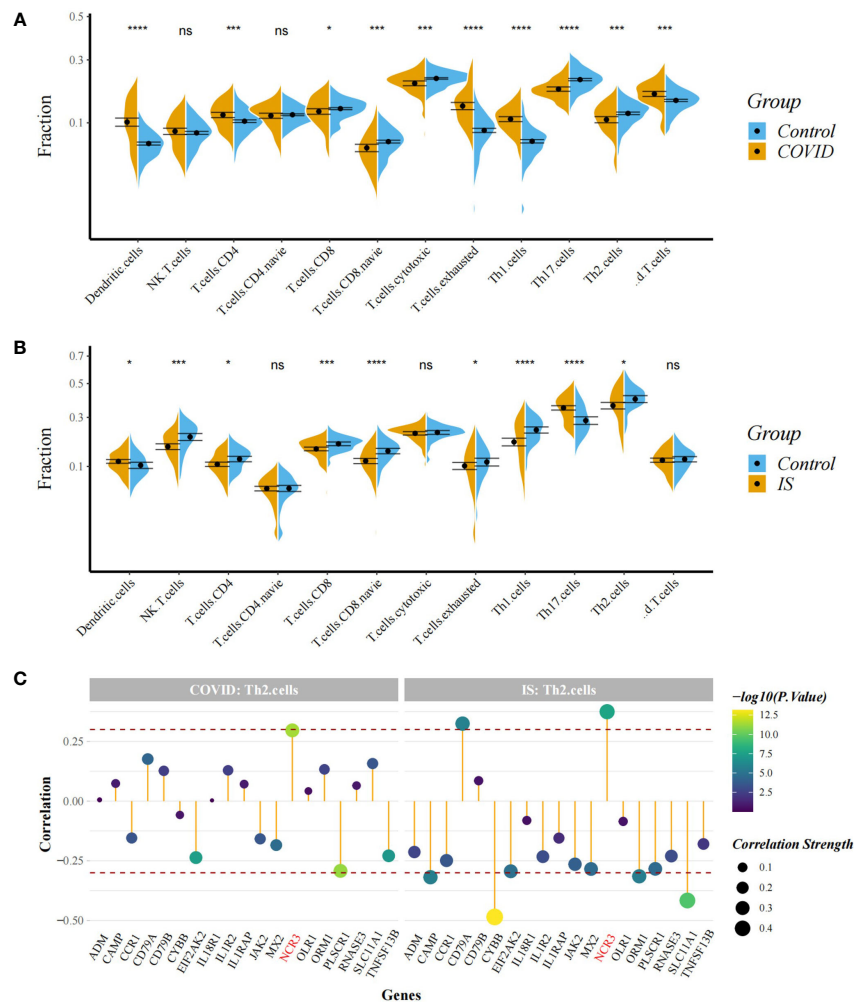 A
0.5
0.3
0.1
Fraction
**** ns *** ns * *** *** **** **** **** *** ***
Group
Control
COVID
Dendritic.cells
NK.T.cells
T.cells.CD4
T.cells.CD4.navie
T.cells.CD8
T.cells.CD8.navie
T.cells.cytotoxic
T.cells.exhausted
Th1.cells
Th17.cells
Th2.cells
..d.T.cells
B
0.7
0.5
0.3
0.1
Fraction
* *** * ns *** **** ns * **** **** * ns
Group
Control
IS
Dendritic.cells
NK.T.cells
T.cells.CD4
T.cells.CD4.navie
T.cells.CD8
T.cells.CD8.navie
T.cells.cytotoxic
T.cells.exhausted
Th1.cells
Th17.cells
Th2.cells
..d.T.cells
C
COVID: Th2.cells
IS: Th2.cells
0.25
0.00
−0.25
−0.50
Correlation
ADM
CAMP
CCR1
CD79A
CD79B
CYBB
EIF2AK2
IL18R1
IL1R2
IL1RAP
JAK2
MX2
NCR3
OLR1
ORM1
PLSCR1
RNASE3
SLC11A1
TNFSF13B
ADM
CAMP
CCR1
CD79A
CD79B
CYBB
EIF2AK2
IL18R1
IL1R2
IL1RAP
JAK2
MX2
NCR3
OLR1
ORM1
PLSCR1
RNASE3
SLC11A1
TNFSF13B
Genes
−log10(P.Value)
12.5
10.0
7.5
5.0
2.5
Correlation Strength
0.1
0.2
0.3
0.4